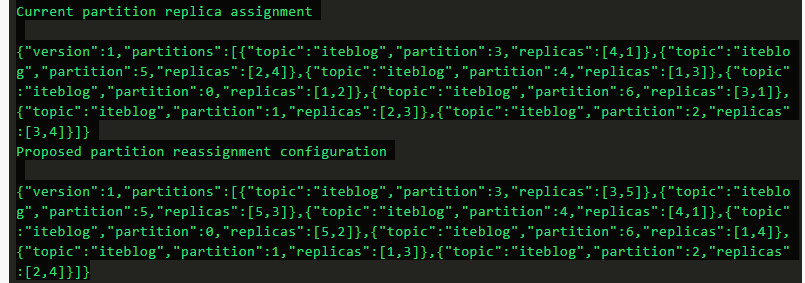 Current partition replica assignment
{"version":1,"partitions":[{"topic":"iteblog","partition":3,"replicas":[4,1]},{"topic":"iteblo
g","partition":5,"replicas":[2,4]},{"topic":"iteblog","partition":4,"replicas":[1,3]},{"topic"
:"iteblog","partition":0,"replicas":[1,2]},{"topic":"iteblog","partition":6,"replicas":[3,1]},
{"topic":"iteblog","partition":1,"replicas":[2,3]},{"topic":"iteblog","partition":2,"replicas"
:[3,4]}]}
Proposed partition reassignment configuration
{"version":1,"partitions":[{"topic":"iteblog","partition":3,"replicas":[3,5]},{"topic":"iteblo
g","partition":5,"replicas":[5,3]},{"topic":"iteblog","partition":4,"replicas":[4,1]},{"topic"
:"iteblog","partition":0,"replicas":[5,2]},{"topic":"iteblog","partition":6,"replicas":[1,4]},
{"topic":"iteblog","partition":1,"replicas":[1,3]},{"topic":"iteblog","partition":2,"replicas"
:[2,4]}]}